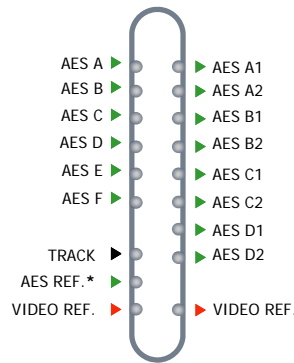 AES A
AES B
AES C
AES D
AES E
AES F
TRACK
AES REF.*
VIDEO REF.
AES A1
AES A2
AES B1
AES B2
AES C1
AES C2
AES D1
AES D2
VIDEO REF.